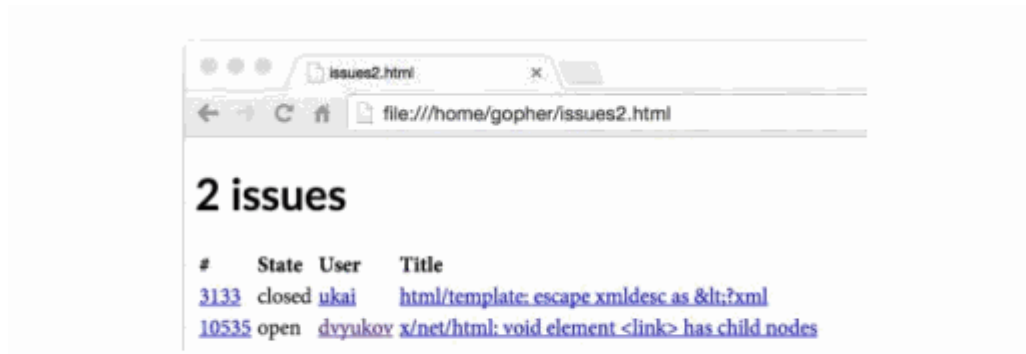 issues2.html ×
file:///home/gopher/issues2.html
2 issues
# State User Title
3133 closed ukai html/template: escape xmldesc as &lt;?xml
10535 open dvyukov x/net/html: void element <link> has child nodes